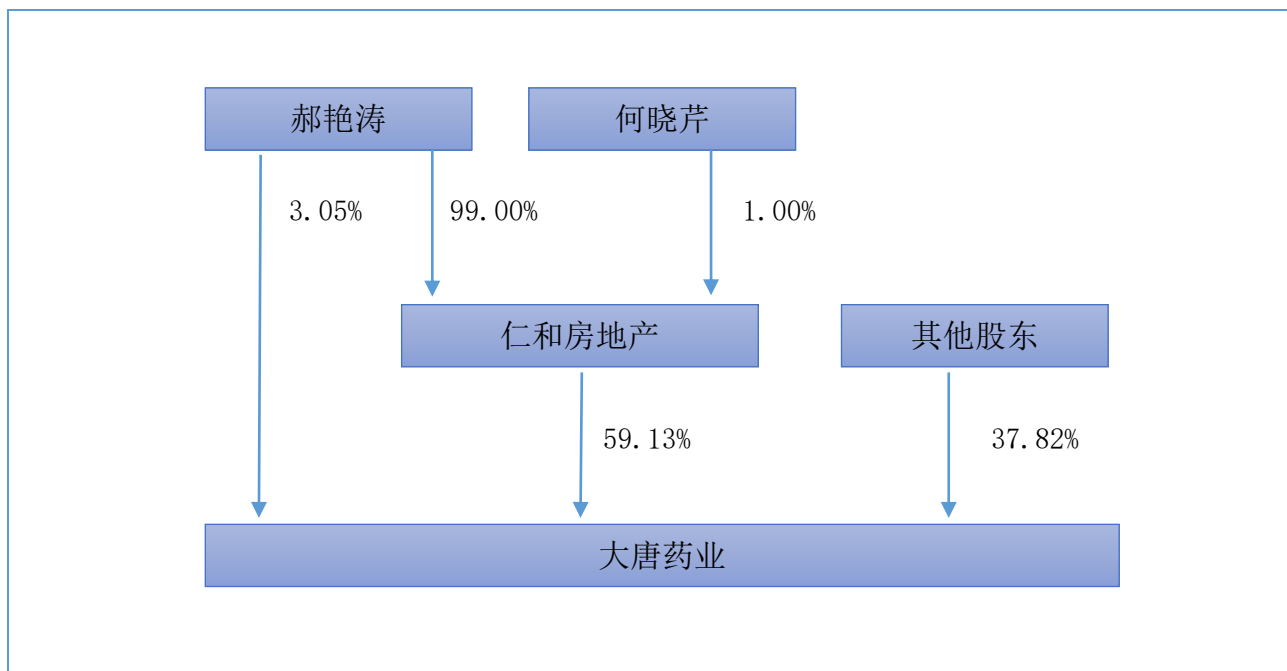 郝艳涛
何晓芹
3.05%
99.00%
1.00%
仁和房地产
其他股东
59.13%
37.82%
大唐药业